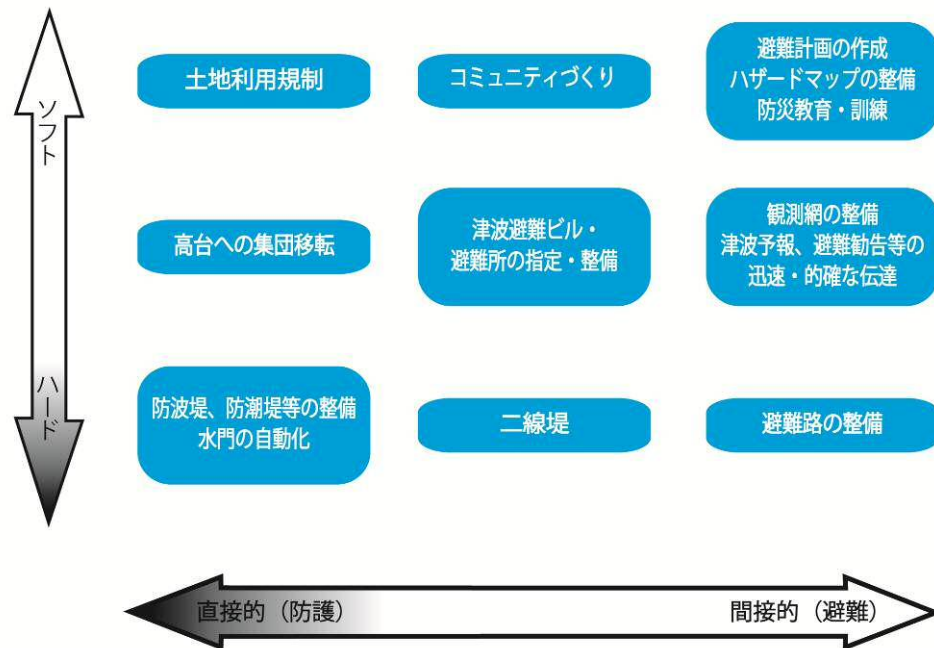 ソフト
土地利用規制
コミュニティづくり
避難計画の作成
ハザードマップの整備
防災教育・訓練
高台への集団移転
津波避難ビル・
避難所の指定・整備
観測網の整備
津波予報、避難勧告等の
迅速・的確な伝達
ハード
防波堤、防潮堤等の整備
水門の自動化
二線堤
避難路の整備
直接的（防護）
間接的（避難）